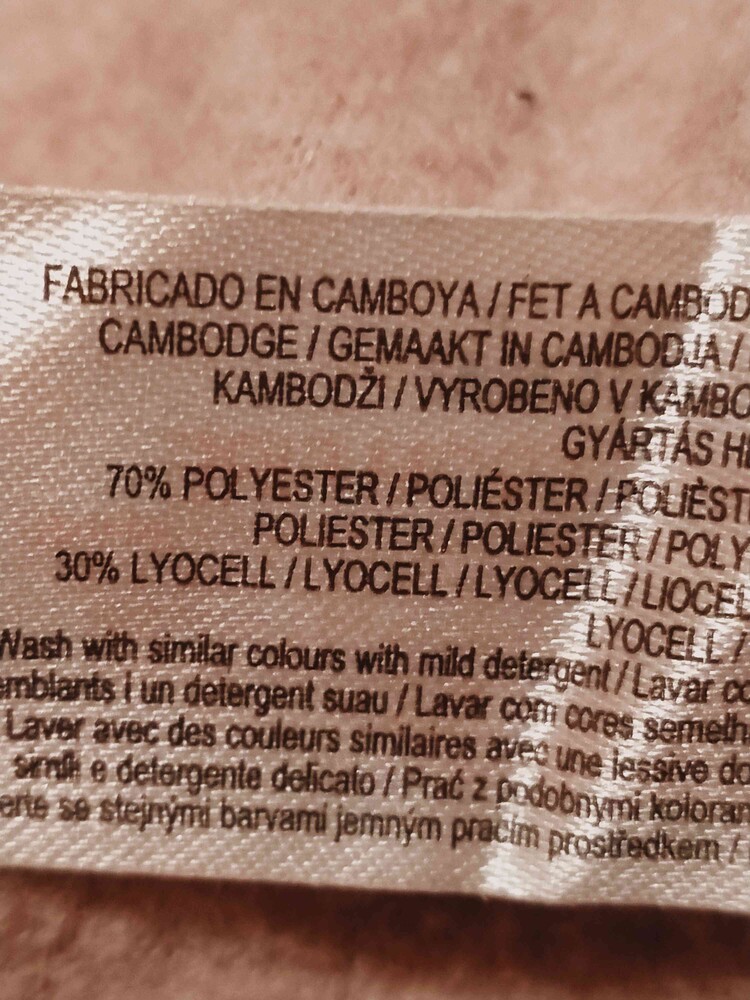 FABRICADO EN CAMBOYA / FET A CAMBOD
CAMBODGE / GEMAAKT IN CAMBODJA /
KAMBODŽI / VYROBENO V KAMBO
GYÁRTÁS H
70% POLYESTER / POLIÉSTER / POLIÈST
POLIESTER / POLIESTER / POLY
30% LYOCELL / LYOCELL / LYOCELL / LIOCEL
LYOCELL /
Wash with similar colours with mild detergent / Lavar co
emblants i un detergent suau / Lavar com cores semelh
Laver avec des couleurs similaires avec une lessive do
simili e detergente delicato / Prać z podobnymi koloram
erte se stejnými barvami jemným pracím prostředkem /